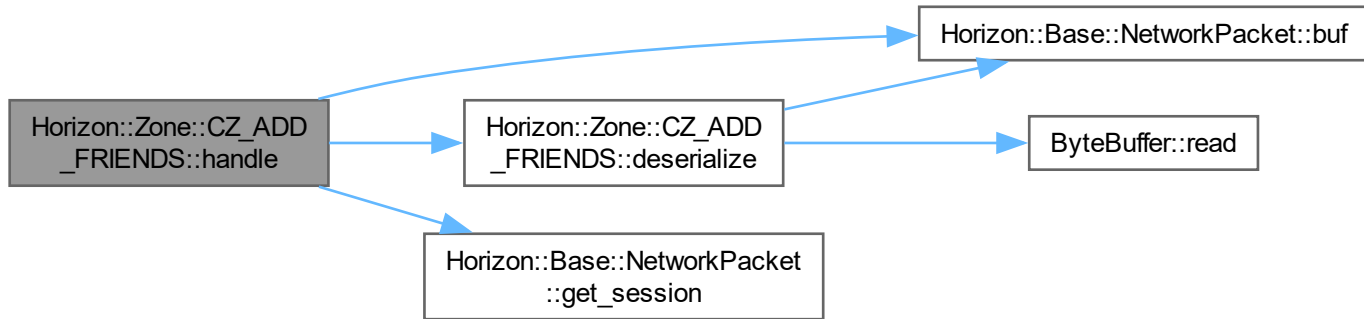 Horizon::Zone::CZ_ADD
_FRIENDS::handle
Horizon::Base::NetworkPacket::buf
Horizon::Zone::CZ_ADD
_FRIENDS::deserialize
ByteBuffer::read
Horizon::Base::NetworkPacket
::get_session